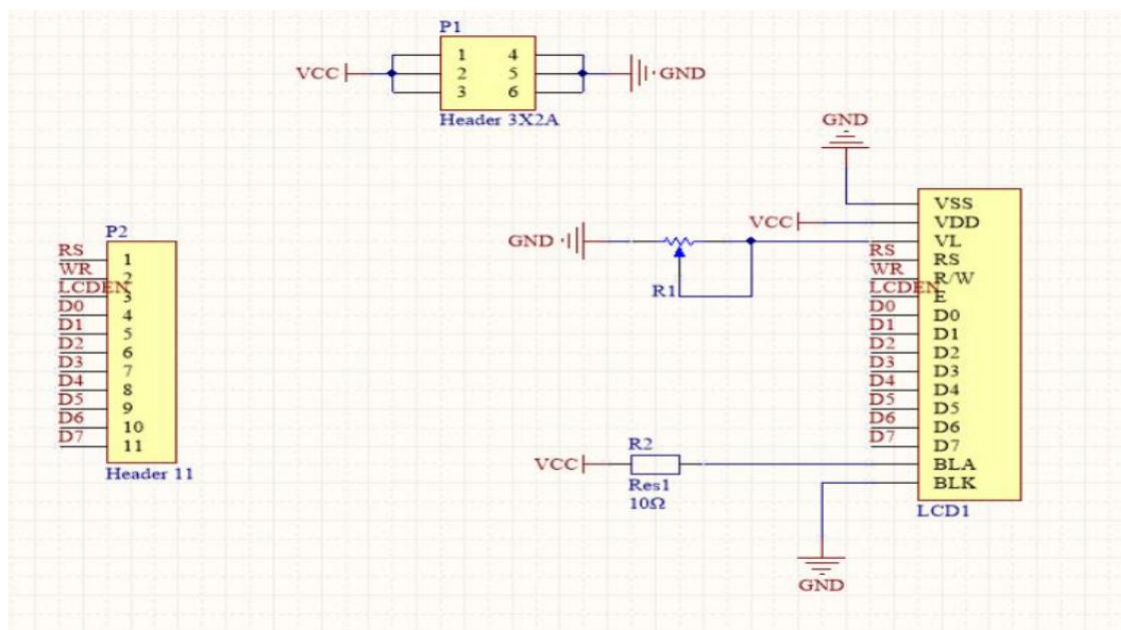 P1
VCC 1 4 GND
2 5
3 6
Header 3X2A
GND
VSS
VCC VDD
GND VL
R1
RS RS
WR R/W
LCDEN E
D0 D0
D1 D1
D2 D2
D3 D3
D4 D4
D5 D5
D6 D6
D7 D7
BLA
BLK
LCD1
P2
RS 1
WR 2
LCDEN 3
D0 4
D1 5
D2 6
D3 7
D4 8
D5 9
D6 10
D7 11
Header 11
R2
VCC
Res1
10Ω
GND